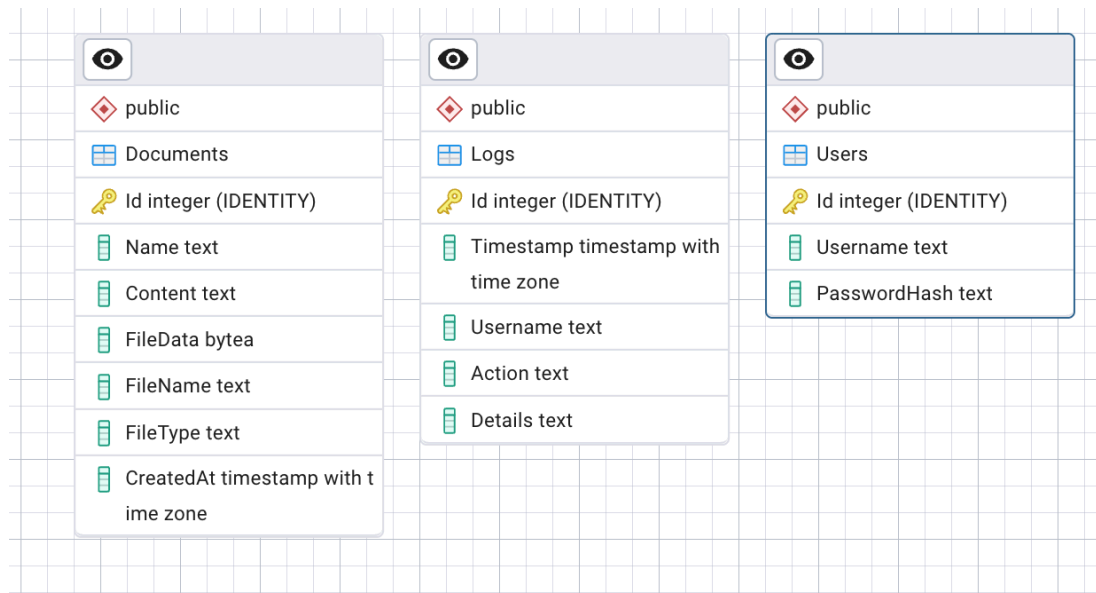 public
Documents
Id integer (IDENTITY)
Name text
Content text
FileData bytea
FileName text
FileType text
CreatedAt timestamp with t
ime zone
public
Logs
Id integer (IDENTITY)
Timestamp timestamp with
time zone
Username text
Action text
Details text
public
Users
Id integer (IDENTITY)
Username text
PasswordHash text